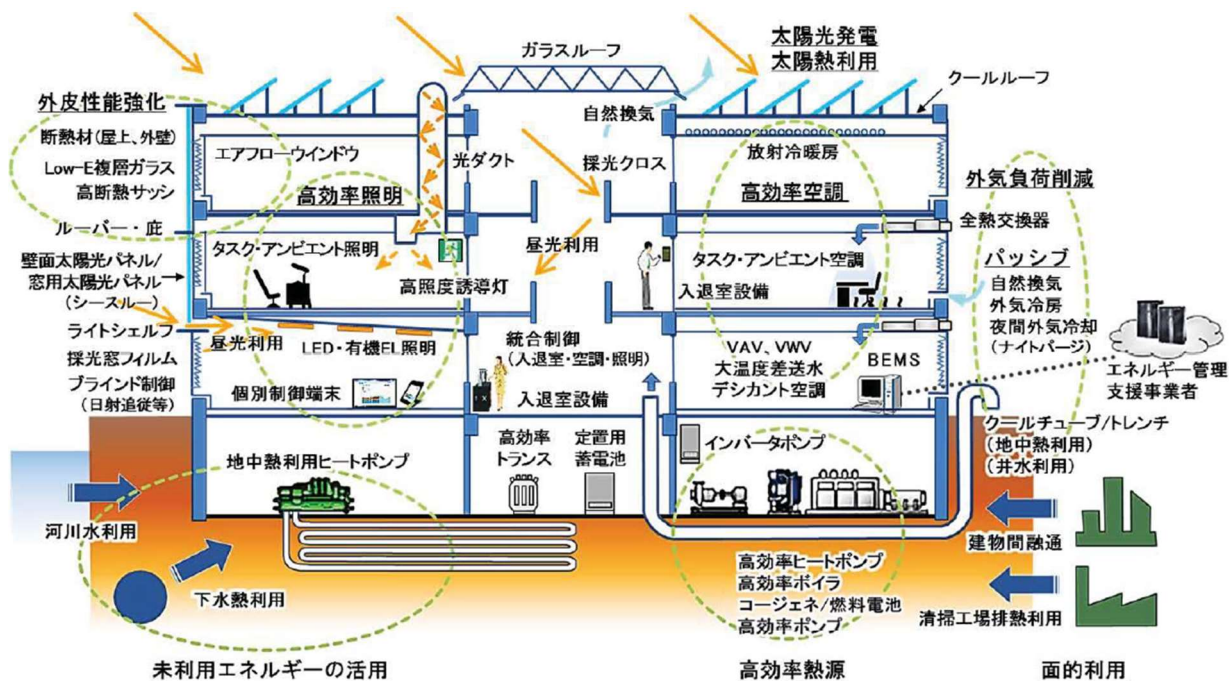 ガラスルーフ
太陽光発電
太陽熱利用
クールルーフ
外皮性能強化
断熱材(屋上、外壁)
Low-E複層ガラス
高断熱サッシ
エアフローウインドウ
光ダクト
自然換気
採光クロス
放射冷暖房
高効率照明
高効率空調
外気負荷削減
全熱交換器
ルーバー・庇
壁面太陽光パネル/
窓用太陽光パネル
(シースルー)
タスク・アンビエント照明
高照度誘導灯
昼光利用
入退室設備
タスク・アンビエント空調
パッシブ
自然換気
外気冷房
夜間外気冷却
(ナイトパージ)
ライトシェルフ
採光窓フィルム
ブラインド制御
(日射追従等)
昼光利用
LED・有機EL照明
個別制御端末
統合制御
(入退室・空調・照明)
入退室設備
VAV、VWV
大温度差送水
デシカント空調
BEMS
エネルギー管理
支援事業者
クールチューブ/トレンチ
(地中熱利用)
(井水利用)
地中熱利用ヒートポンプ
高効率
トランス
定置用
蓄電池
インバータポンプ
河川水利用
下水熱利用
高効率ヒートポンプ
高効率ボイラ
コージェネ/燃料電池
高効率ポンプ
建物間融通
清掃工場排熱利用
未利用エネルギーの活用
高効率熱源
面的利用